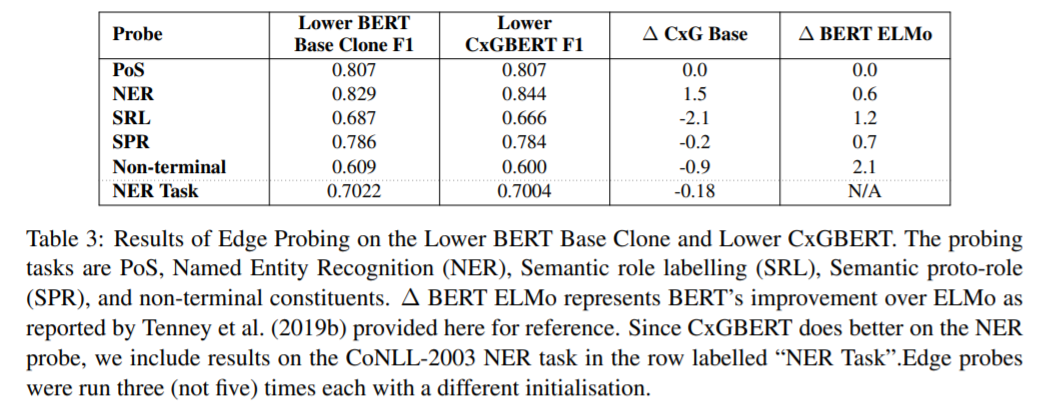 Probe Lower BERT Base Clone F1 Lower CxGBERT F1 Δ CxG Base Δ BERT ELMo
PoS 0.807 0.807 0.0 0.0
NER 0.829 0.844 1.5 0.6
SRL 0.687 0.666 -2.1 1.2
SPR 0.786 0.784 -0.2 0.7
Non-terminal 0.609 0.600 -0.9 2.1
NER Task 0.7022 0.7004 -0.18 N/A
Table 3: Results of Edge Probing on the Lower BERT Base Clone and Lower CxGBERT. The probing
tasks are PoS, Named Entity Recognition (NER), Semantic role labelling (SRL), Semantic proto-role
(SPR), and non-terminal constituents. Δ BERT ELMo represents BERT's improvement over ELMo as
reported by Tenney et al. (2019b) provided here for reference. Since CxGBERT does better on the NER
probe, we include results on the CoNLL-2003 NER task in the row labelled “NER Task”.Edge probes
were run three (not five) times each with a different initialisation.